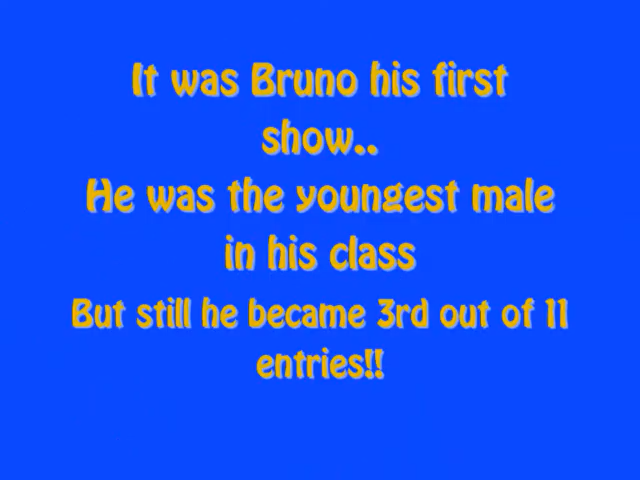 It was Bruno his first
show..
He was the youngest male
in his class
But still he became 3rd out of 11
entries!!